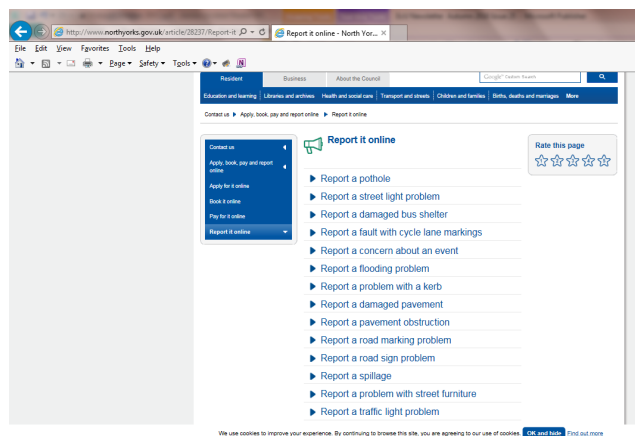 http://www.northyorks.gov.uk/article/28237/Report-it
Report it online - North Yor...
File Edit View Favorites Tools Help
Page Safety Tools
Resident Business About the Council
Education and learning Libraries and archives Health and social care Transport and streets Children and families Births, deaths and marriages More
Contact us Apply, book, pay and report online Report it online
Contact us
Apply, book, pay and report
online
Apply for it online
Book it online
Pay for it online
Report it online
Report it online
Report a pothole
Report a street light problem
Report a damaged bus shelter
Report a fault with cycle lane markings
Report a concern about an event
Report a flooding problem
Report a problem with a kerb
Report a damaged pavement
Report a pavement obstruction
Report a road marking problem
Report a road sign problem
Report a spillage
Report a problem with street furniture
Report a traffic light problem
Rate this page
We use cookies to improve your experience. By continuing to browse this site, you are agreeing to our use of cookies. OK and hide Find out more